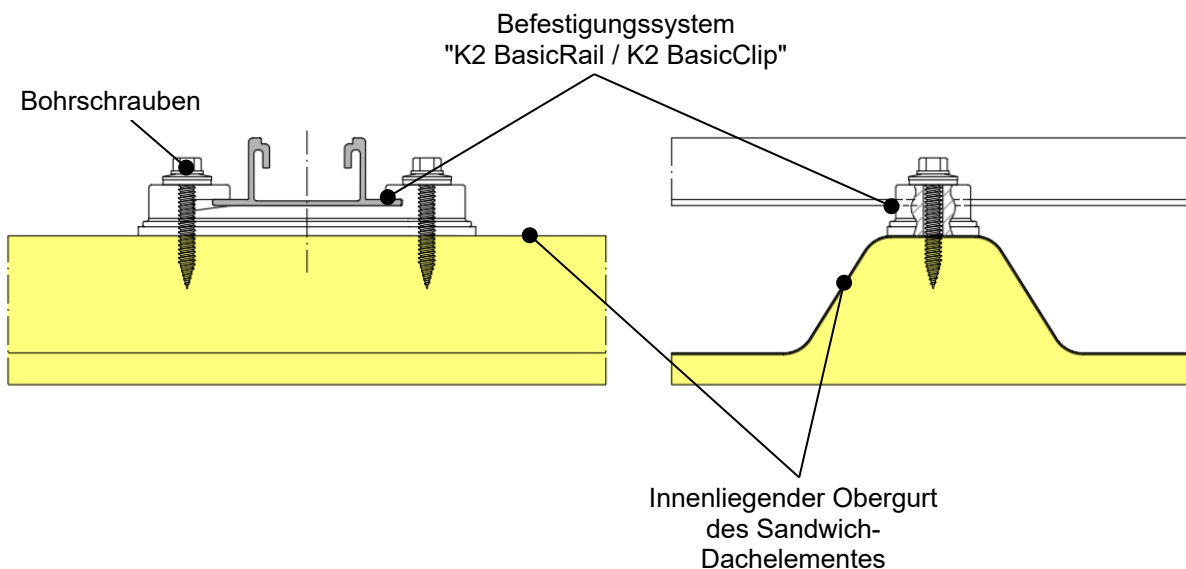 Befestigungssystem
"K2 BasicRail / K2 BasicClip"
Bohrschrauben
Innenliegender Obergurt
des Sandwich-
Dachelementes